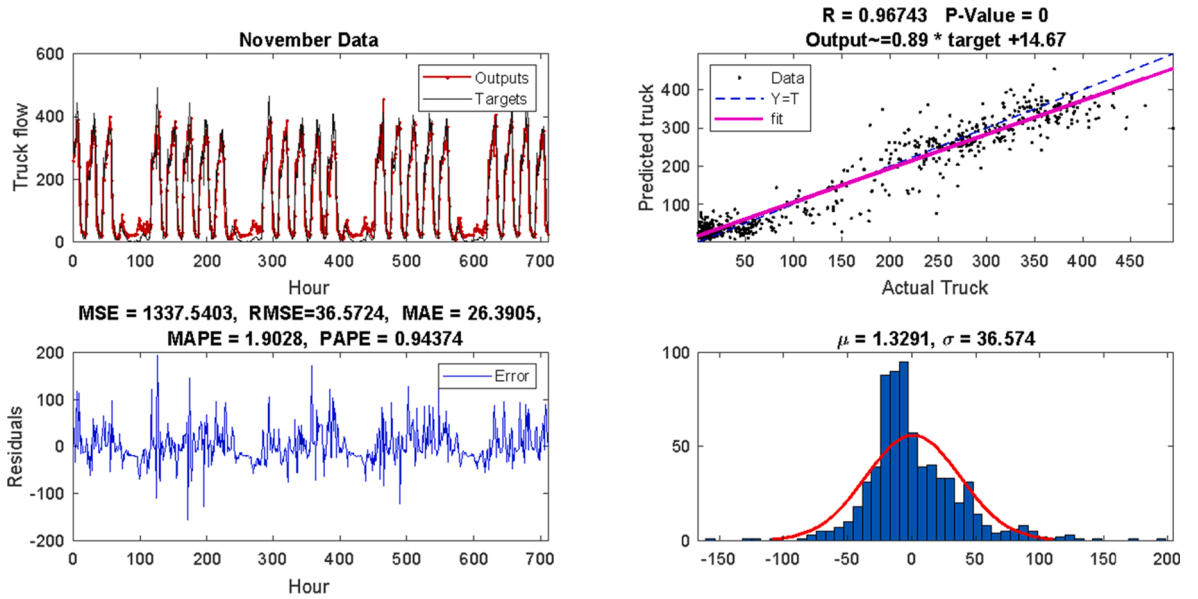 November Data
600
400
200
0
Truck flow
Outputs
Targets
0 100 200 300 400 500 600 700
Hour
R = 0.96743 P-Value = 0
Output~=0.89 * target +14.67
400
300
200
100
Predicted truck
Data
Y=T
fit
50 100 150 200 250 300 350 400 450
Actual Truck
MSE = 1337.5403, RMSE=36.5724, MAE = 26.3905,
MAPE = 1.9028, PAPE = 0.94374
200
100
0
-100
-200
Residuals
Error
0 100 200 300 400 500 600 700
Hour
μ = 1.3291, σ = 36.574
100
50
0
-150 -100 -50 0 50 100 150 200